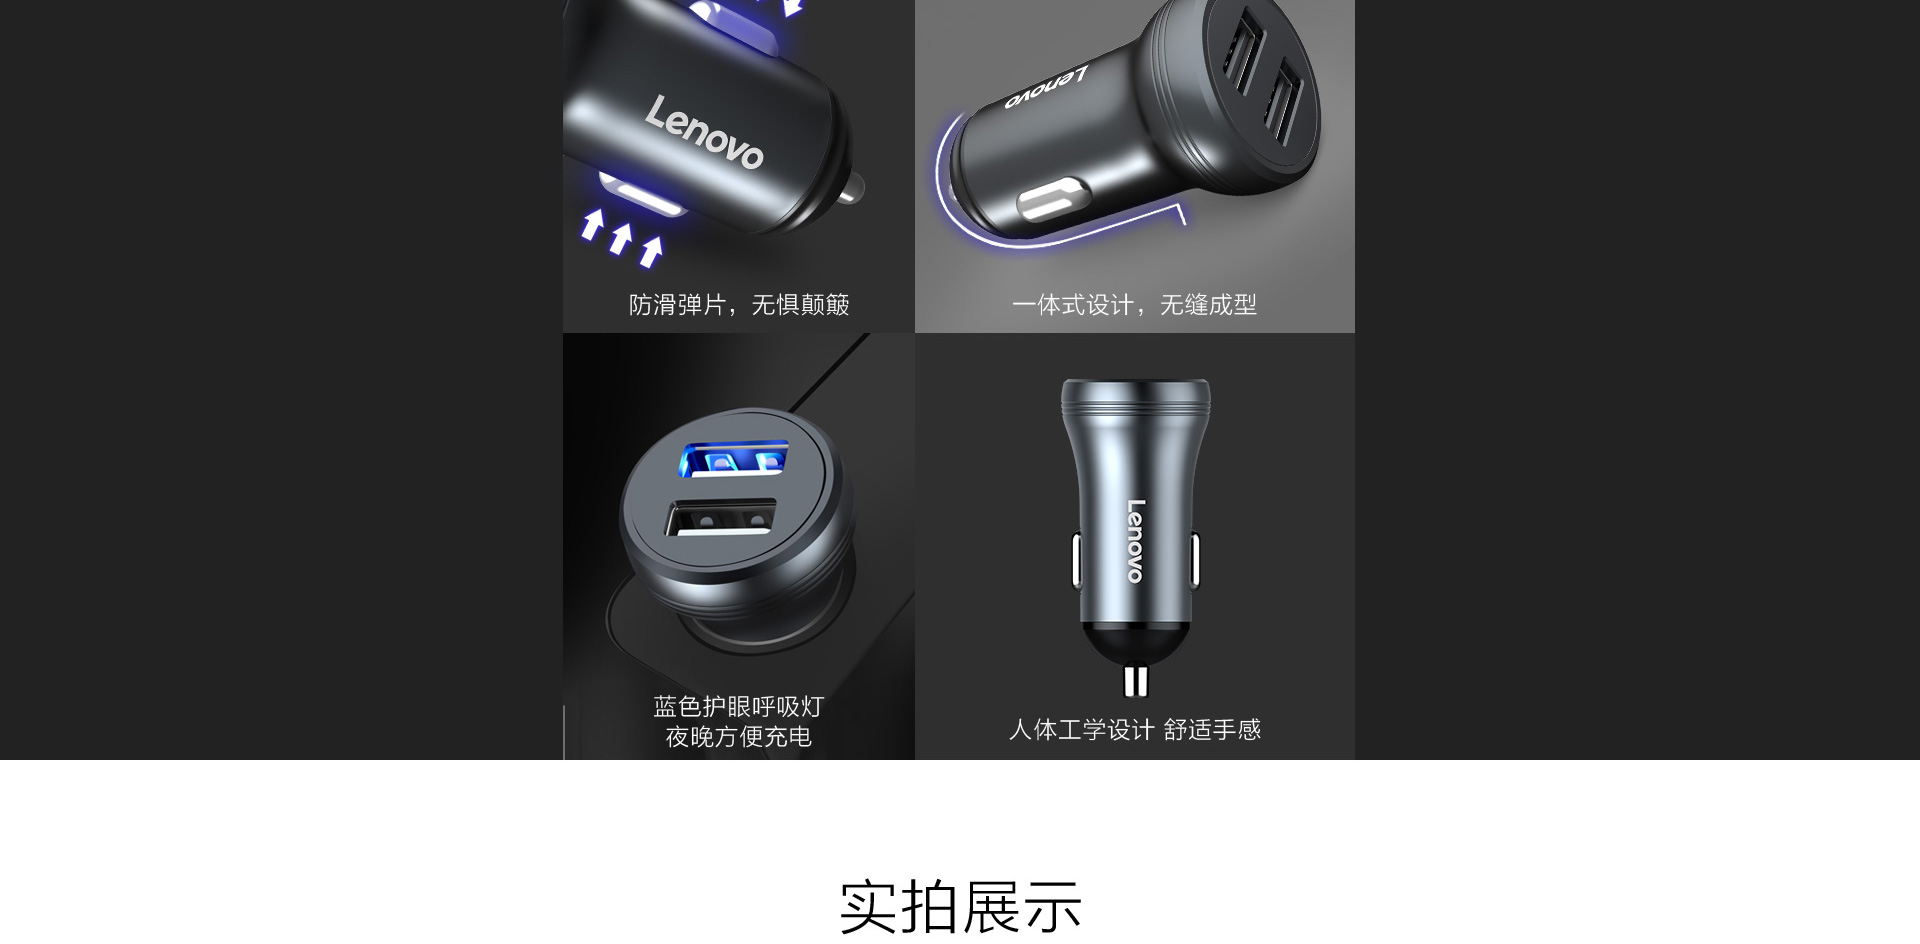 Lenovo
Lenovo
防滑弹片，无惧颠簸
一体式设计，无缝成型
Lenovo
蓝色护眼呼吸灯
夜晚方便充电
人体工学设计 舒适手感
实拍展示